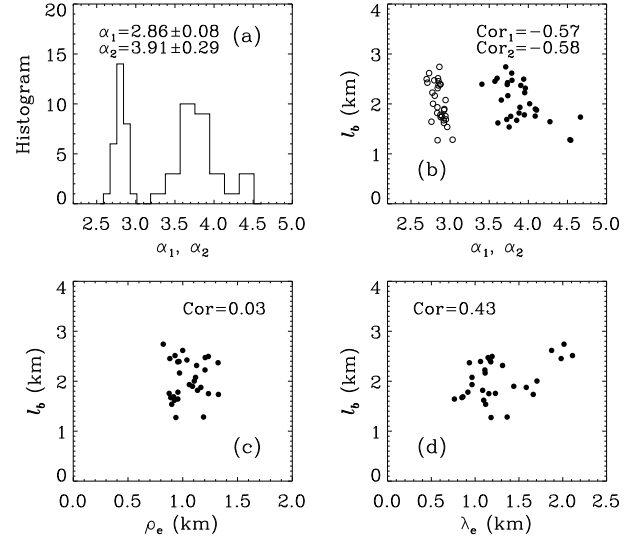 20
15
10
5
0
Histogram
α₁=2.86±0.08
α₂=3.91±0.29
(a)
2.5 3.0 3.5 4.0 4.5 5.0
α₁, α₂
4
3
2
1
0
l_b (km)
Cor₁=−0.57
Cor₂=−0.58
(b)
2.5 3.0 3.5 4.0 4.5 5.0
α₁, α₂
4
3
2
1
0
l_b (km)
Cor=0.03
(c)
0.0 0.5 1.0 1.5 2.0
ρ_e (km)
4
3
2
1
0
l_b (km)
Cor=0.43
(d)
0.0 0.5 1.0 1.5 2.0 2.5
λ_e (km)